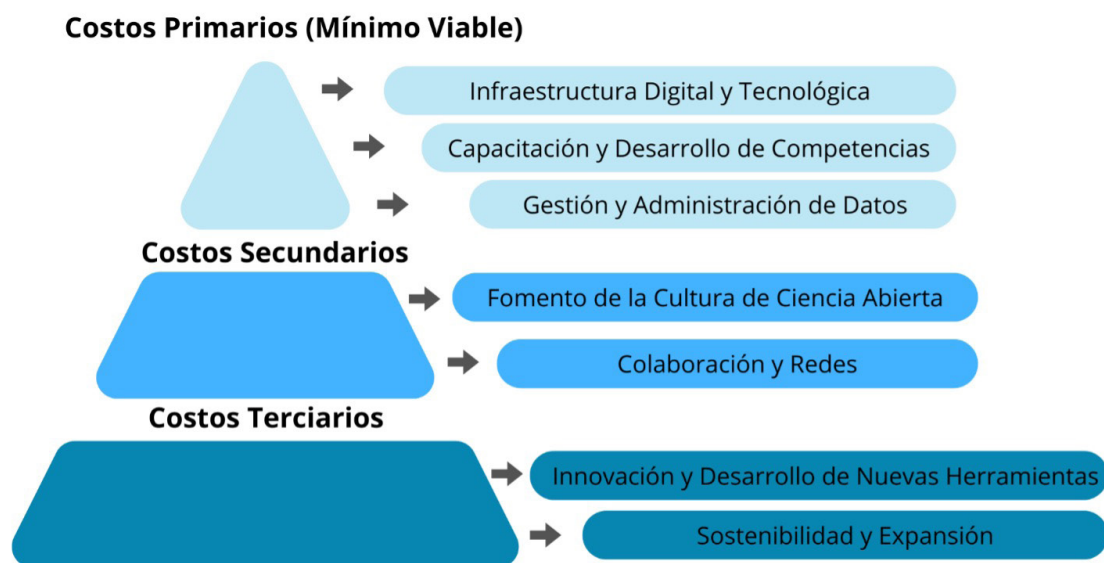 Costos Primarios (Mínimo Viable)
Infraestructura Digital y Tecnológica
Capacitación y Desarrollo de Competencias
Gestión y Administración de Datos
Costos Secundarios
Fomento de la Cultura de Ciencia Abierta
Colaboración y Redes
Costos Terciarios
Innovación y Desarrollo de Nuevas Herramientas
Sostenibilidad y Expansión